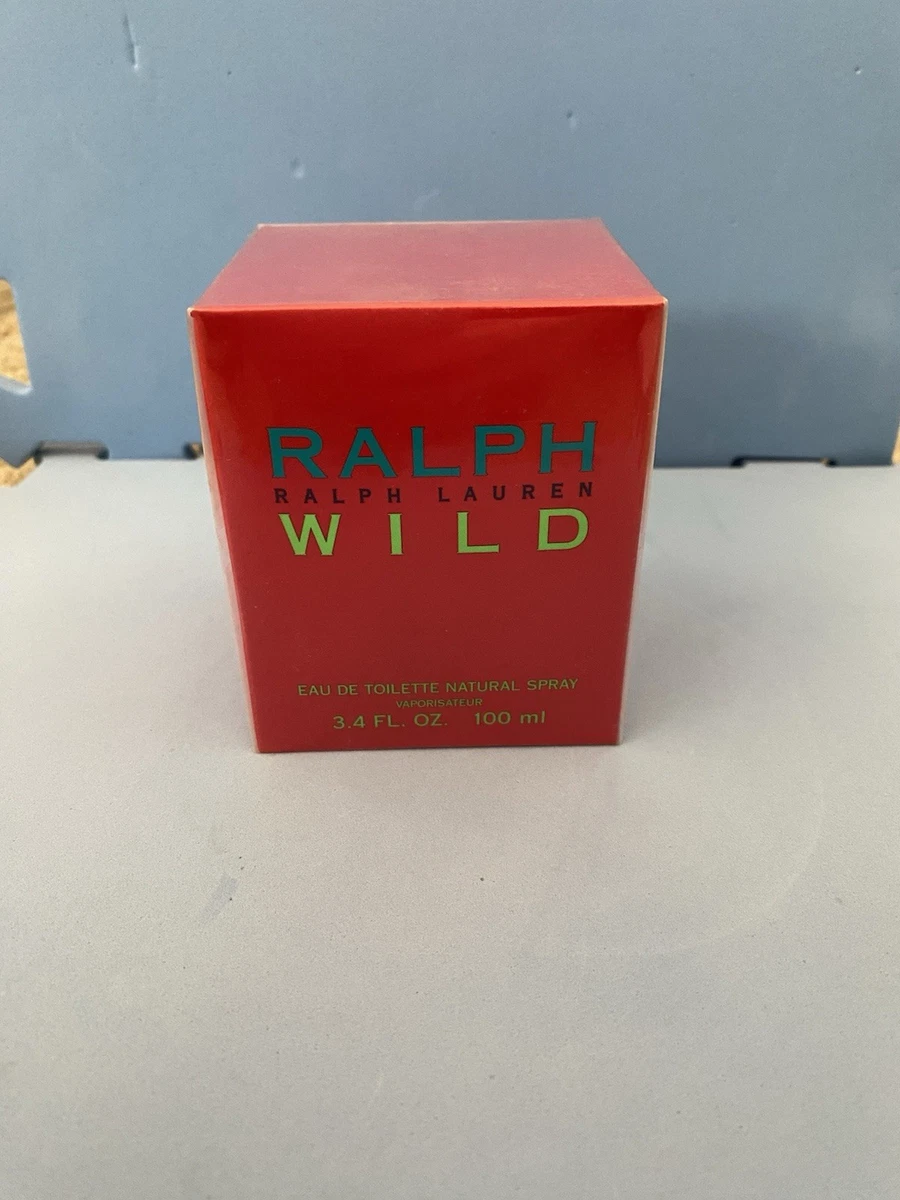 RALPH
RALPH LAUREN
WILD
EAU DE TOILETTE NATURAL SPRAY
VAPORISATEUR
3.4 FL. OZ. 100 ml